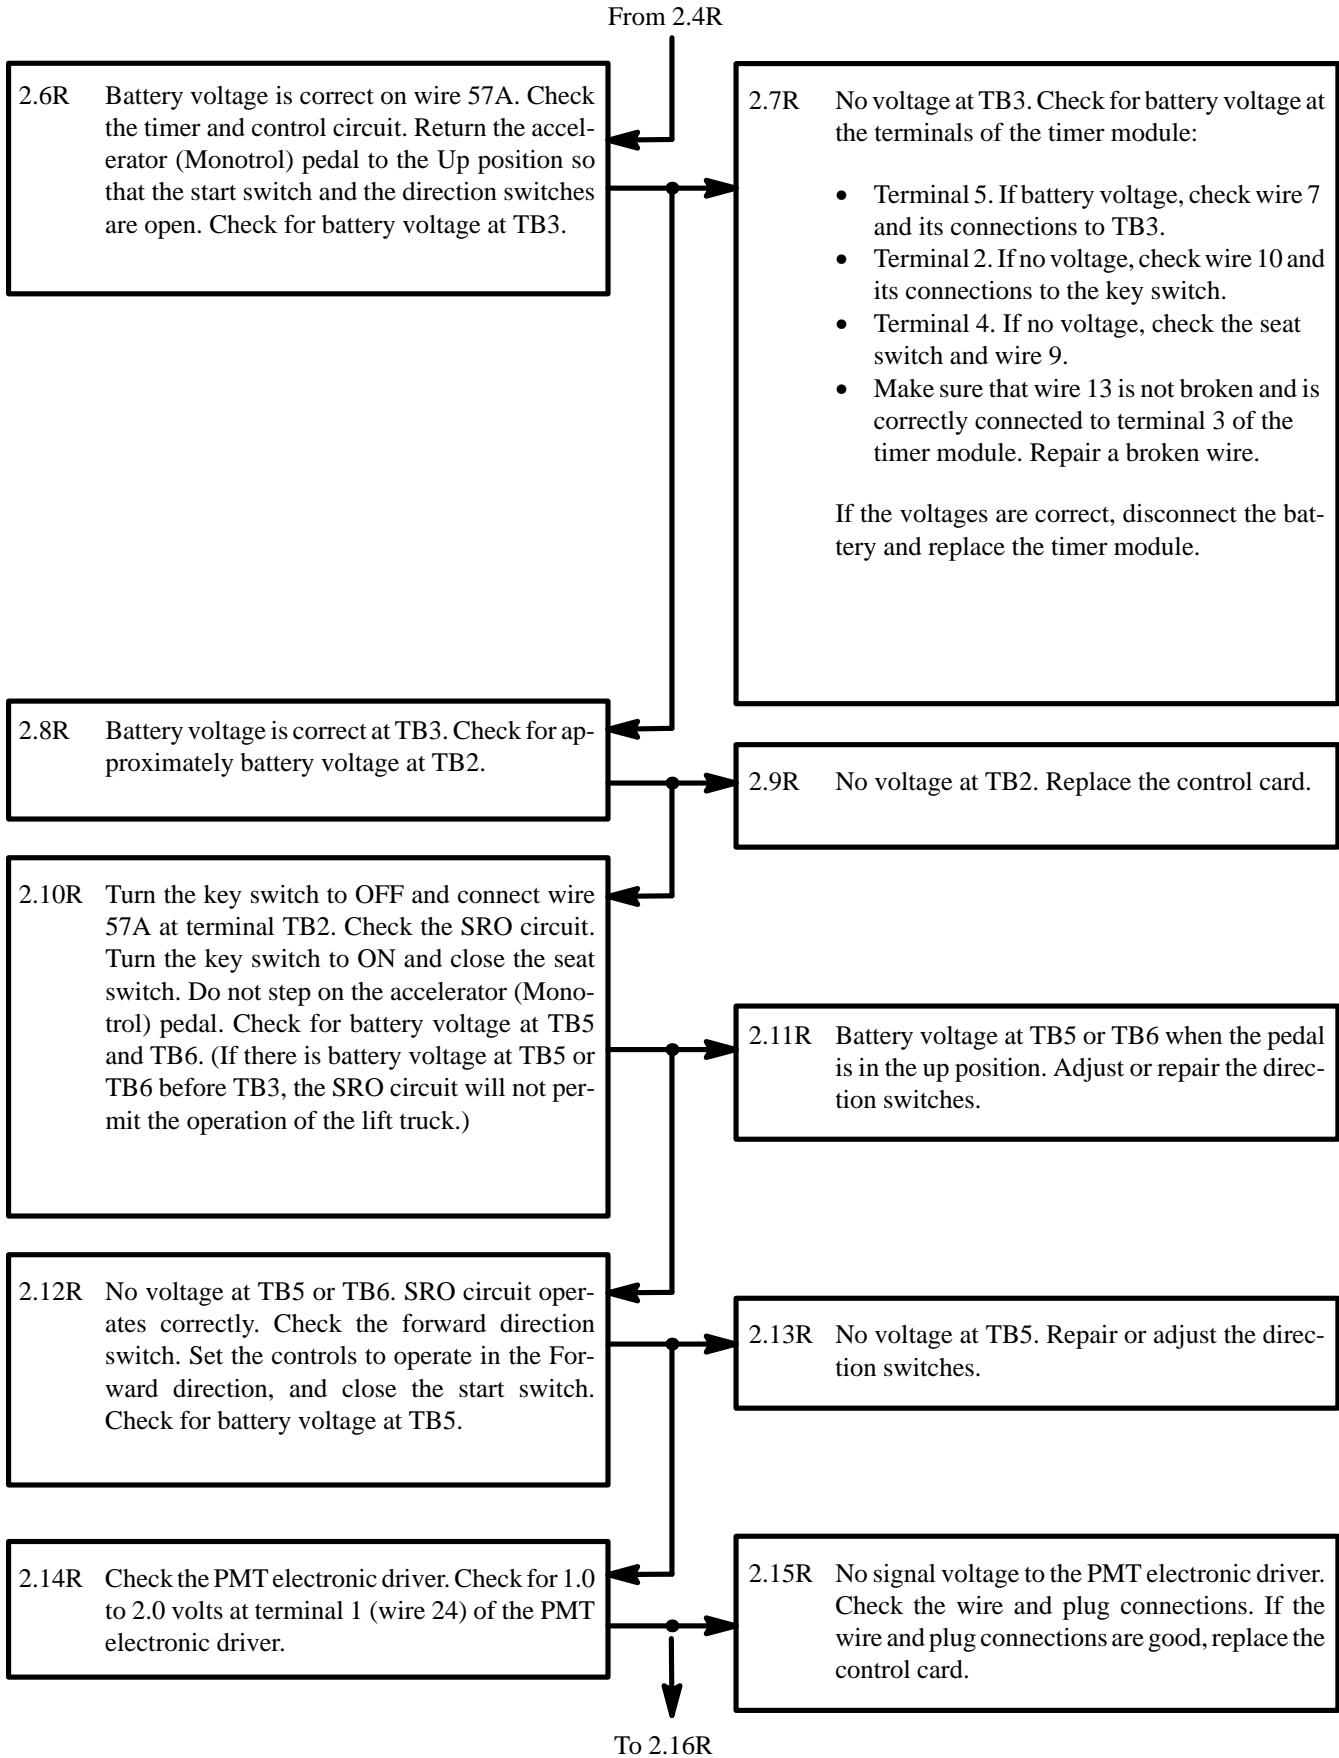 From 2.4R
2.6R Battery voltage is correct on wire 57A. Check
the timer and control circuit. Return the accel-
erator (Monotrol) pedal to the Up position so
that the start switch and the direction switches
are open. Check for battery voltage at TB3.
2.7R No voltage at TB3. Check for battery voltage at
the terminals of the timer module:
• Terminal 5. If battery voltage, check wire 7
and its connections to TB3.
• Terminal 2. If no voltage, check wire 10 and
its connections to the key switch.
• Terminal 4. If no voltage, check the seat
switch and wire 9.
• Make sure that wire 13 is not broken and is
correctly connected to terminal 3 of the
timer module. Repair a broken wire.
If the voltages are correct, disconnect the bat-
tery and replace the timer module.
2.8R Battery voltage is correct at TB3. Check for ap-
proximately battery voltage at TB2.
2.9R No voltage at TB2. Replace the control card.
2.10R Turn the key switch to OFF and connect wire
57A at terminal TB2. Check the SRO circuit.
Turn the key switch to ON and close the seat
switch. Do not step on the accelerator (Mono-
trol) pedal. Check for battery voltage at TB5
and TB6. (If there is battery voltage at TB5 or
TB6 before TB3, the SRO circuit will not per-
mit the operation of the lift truck.)
2.11R Battery voltage at TB5 or TB6 when the pedal
is in the up position. Adjust or repair the direc-
tion switches.
2.12R No voltage at TB5 or TB6. SRO circuit oper-
ates correctly. Check the forward direction
switch. Set the controls to operate in the For-
ward direction, and close the start switch.
Check for battery voltage at TB5.
2.13R No voltage at TB5. Repair or adjust the direc-
tion switches.
2.14R Check the PMT electronic driver. Check for 1.0
to 2.0 volts at terminal 1 (wire 24) of the PMT
electronic driver.
2.15R No signal voltage to the PMT electronic driver.
Check the wire and plug connections. If the
wire and plug connections are good, replace the
control card.
To 2.16R